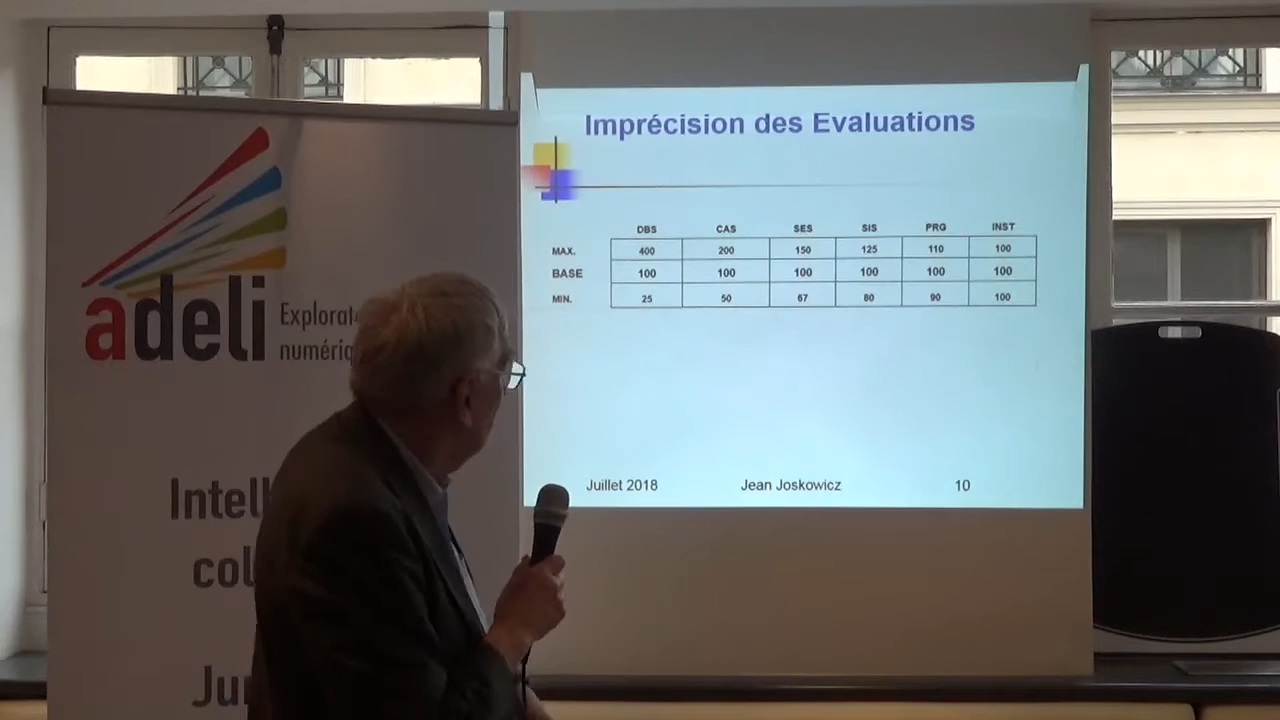 adeli
numériq
Intell
col
Imprécision des Evaluations
DBS CAS SES SIS PRG INST
MAX. 400 200 150 125 110 100
BASE 100 100 100 100 100 100
MIN. 25 50 67 80 90 100
Juillet 2018 Jean Joskowicz 10